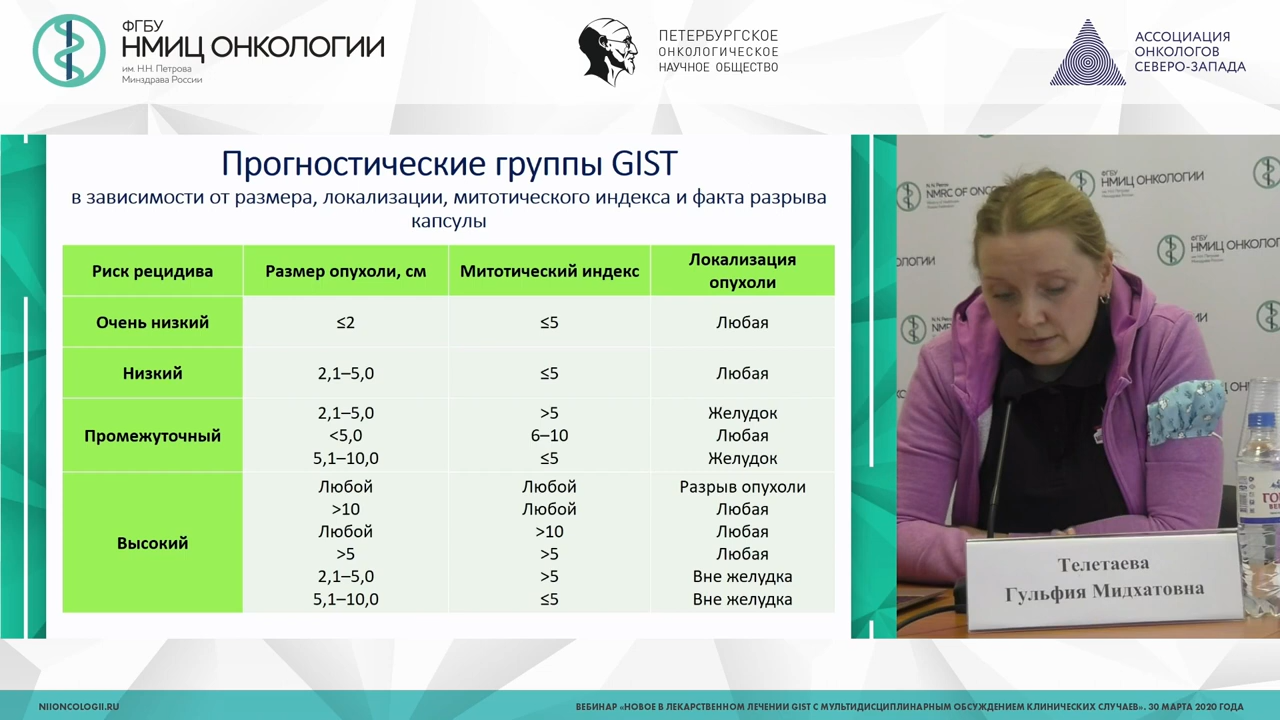 ФГБУ
НМИЦ ОНКОЛОГИИ
им. Н.Н. Петрова
Минздрава России
ПЕТЕРБУРГСКОЕ
ОНКОЛОГИЧЕСКОЕ
НАУЧНОЕ ОБЩЕСТВО
АССОЦИАЦИЯ
ОНКОЛОГОВ
СЕВЕРО-ЗАПАДА
Прогностические группы GIST
в зависимости от размера, локализации, митотического индекса и факта разрыва
капсулы
Риск рецидива Размер опухоли, см Митотический индекс Локализация опухоли
Очень низкий ≤2 ≤5 Любая
Низкий 2,1–5,0 ≤5 Любая
Промежуточный
2,1–5,0 >5 Желудок
<5,0 6–10 Любая
5,1–10,0 ≤5 Желудок
Высокий
Любой Любой Разрыв опухоли
>10 Любой Любая
Любой >10 Любая
>5 >5 Любая
2,1–5,0 >5 Вне желудка
5,1–10,0 ≤5 Вне желудка
ФГБУ
НМИЦ ОНКОЛОГИИ
NMRC OF
ФГБУ
НМИЦ ОНКОЛОГИИ
Телетаева
Гульфия Мидхатовна
NIIONCOLOGII.RU
ВЕБИНАР «НОВОЕ В ЛЕКАРСТВЕННОМ ЛЕЧЕНИИ GIST С МУЛЬТИДИСЦИПЛИНАРНЫМ ОБСУЖДЕНИЕМ КЛИНИЧЕСКИХ СЛУЧАЕВ». 30 МАРТА 2020 ГОДА